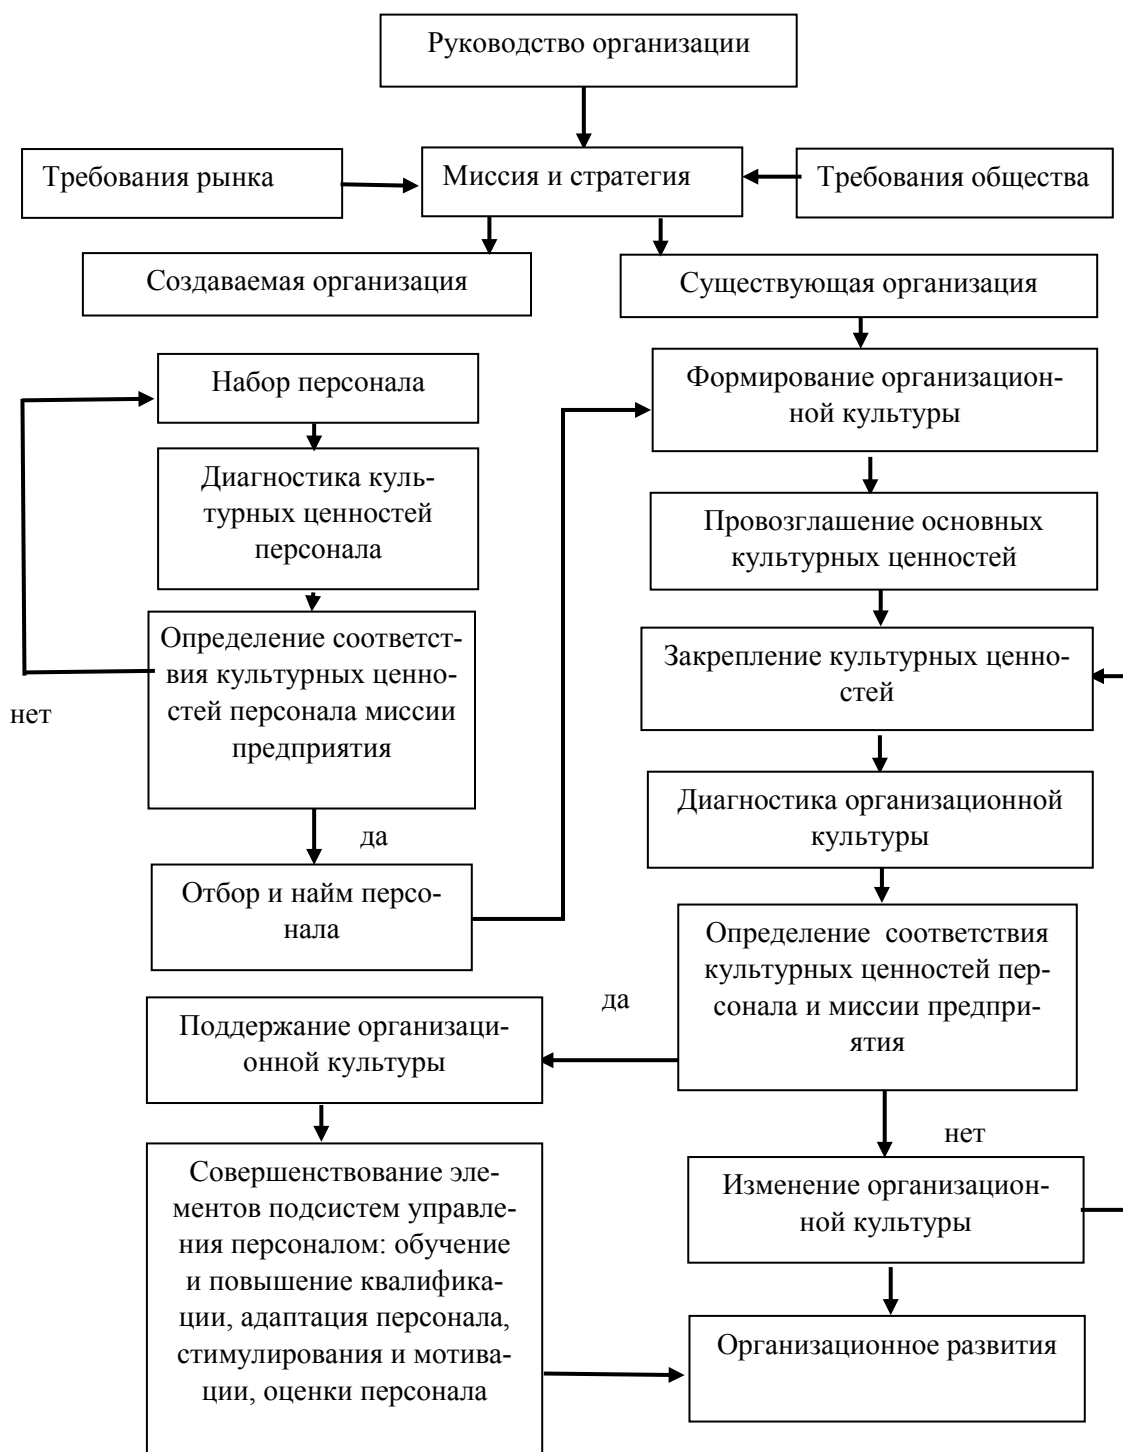 Руководство организации
Требования рынка
Миссия и стратегия
Требования общества
Создаваемая организация
Существующая организация
Набор персонала
Диагностика куль-
турных ценностей
персонала
Определение соответст-
вия культурных ценно-
стей персонала миссии
предприятия
нет
да
Отбор и найм персо-
нала
Формирование организацион-
ной культуры
Провозглашение основных
культурных ценностей
Закрепление культурных ценно-
стей
Диагностика организационной
культуры
Определение  соответствия
культурных ценностей пер-
сонала и миссии предпри-
ятия
да
Поддержание организаци-
онной культуры
Совершенствование эле-
ментов подсистем управле-
ния персоналом: обучение
и повышение квалифика-
ции, адаптация персонала,
стимулирования и мотива-
ции, оценки персонала
нет
Изменение организацион-
ной культуры
Организационное развития